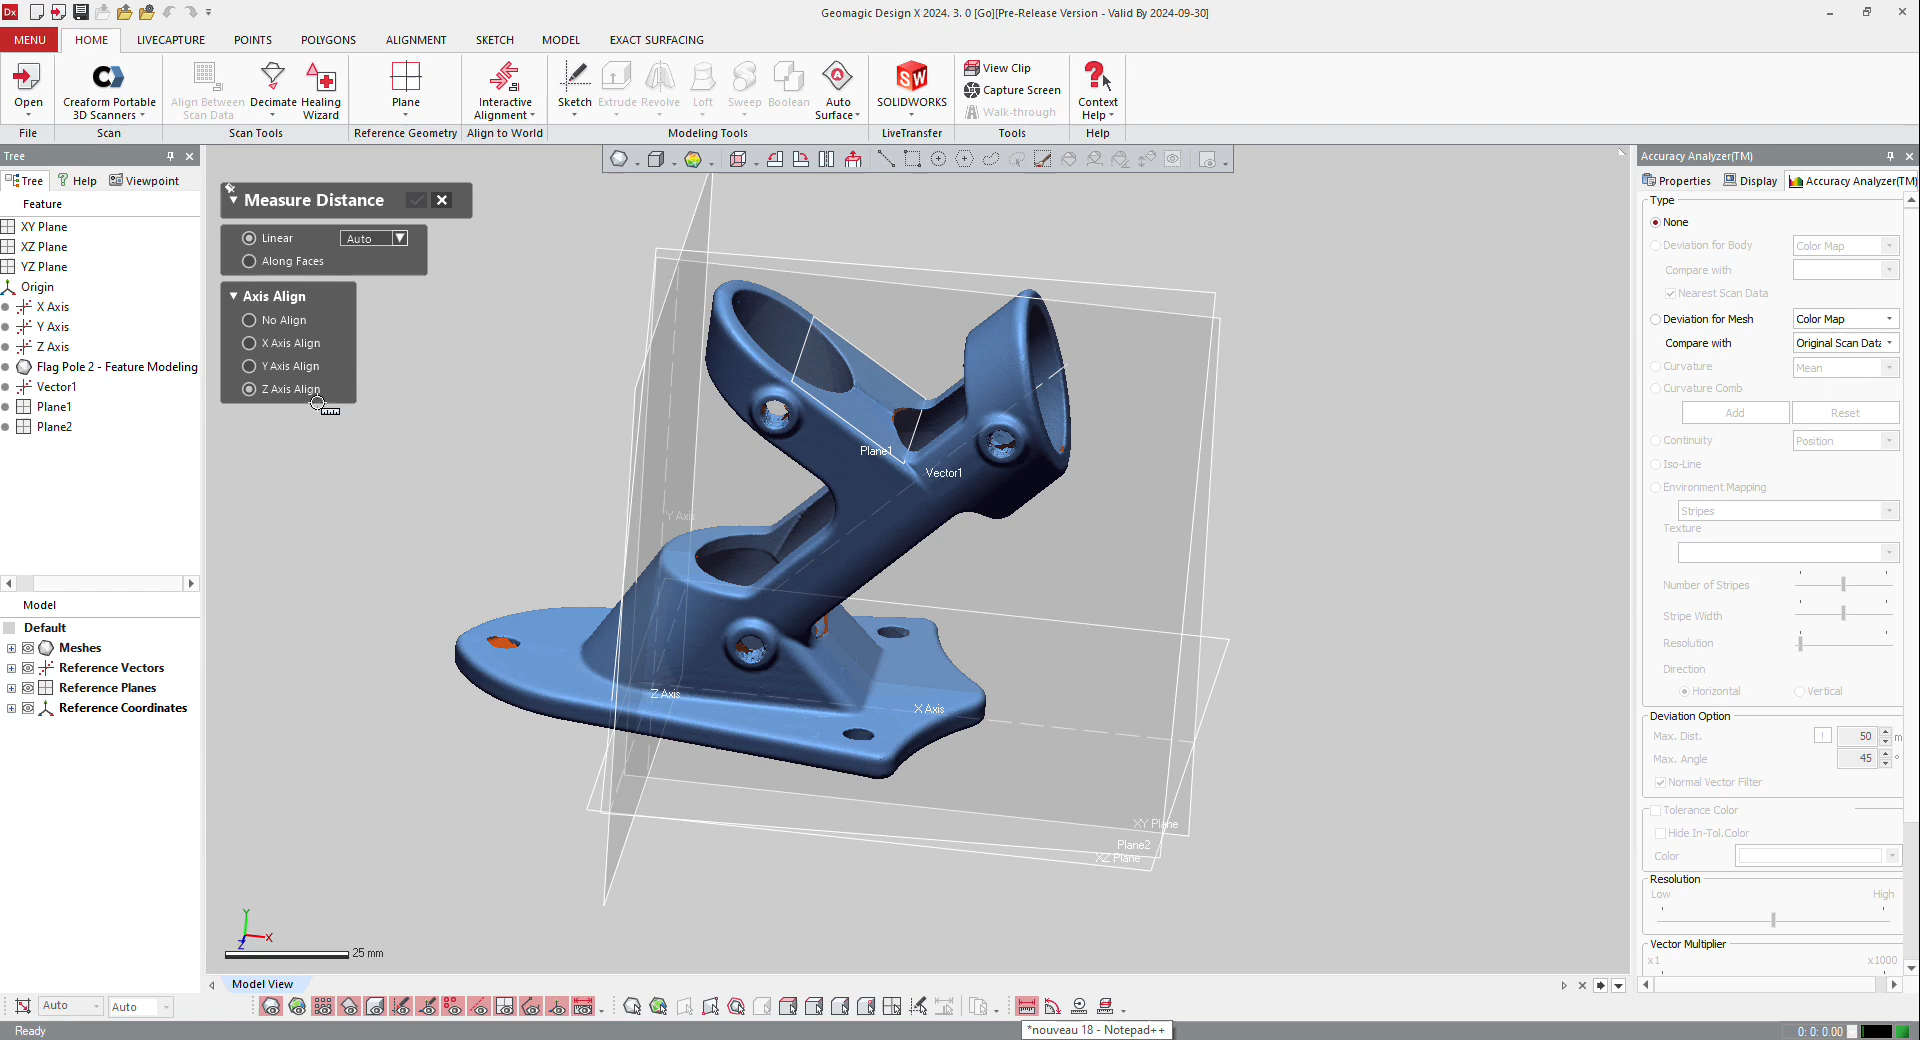 Dx
Geomagic Design X 2024. 3. 0 [Go][Pre-Release Version - Valid By 2024-09-30]
MENU HOME LIVECAPTURE POINTS POLYGONS ALIGNMENT SKETCH MODEL EXACT SURFACING
Open
Creaform Portable
3D Scanners
Align Between
Scan Data
Decimate
Healing
Wizard
Plane
Interactive
Alignment
Sketch Extrude Revolve Loft Sweep Boolean
Auto
Surface
SOLIDWORKS
View Clip
Capture Screen
Walk-through
Context
Help
File Scan Scan Tools Reference Geometry Align to World Modeling Tools LiveTransfer Tools Help
Tree
Tree Help Viewpoint
Feature
XY Plane
XZ Plane
YZ Plane
Origin
X Axis
Y Axis
Z Axis
Flag Pole 2 - Feature Modeling
Vector1
Plane1
Plane2
Model
Default
Meshes
Reference Vectors
Reference Planes
Reference Coordinates
Measure Distance
Linear Auto
Along Faces
Axis Align
No Align
X Axis Align
Y Axis Align
Z Axis Align
Plane1
Vector1
Y Axis
Z Axis
X Axis
XY Plane
Plane2
XZ Plane
Y
X
Z
25 mm
Model View
Accuracy Analyzer(TM)
Properties Display Accuracy Analyzer(TM)
Type
None
Deviation for Body Color Map
Compare with
Nearest Scan Data
Deviation for Mesh Color Map
Compare with Original Scan Data
Curvature Mean
Curvature Comb
Add Reset
Continuity Position
Iso-Line
Environment Mapping
Stripes
Texture
Number of Stripes
Stripe Width
Resolution
Direction
Horizontal Vertical
Deviation Option
Max. Dist. ! 50 m
Max. Angle 45 °
Normal Vector Filter
Tolerance Color
Hide In-Tol.Color
Color
Resolution
Low High
Vector Multiplier
x1 x1000
Auto Auto
*nouveau 18 - Notepad++
Ready
0: 0: 0.00